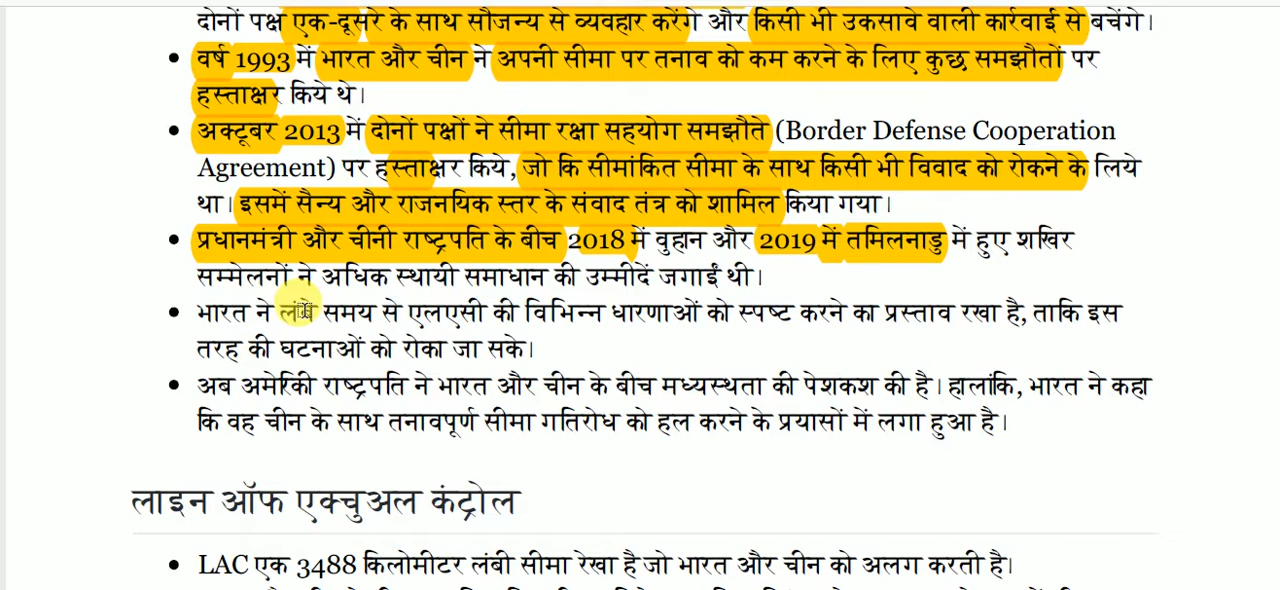 दोनों पक्ष एक-दूसरे के साथ सौजन्य से व्यवहार करेंगे और किसी भी उकसावे वाली कार्रवाई से बचेंगे।
• वर्ष 1993 में भारत और चीन ने अपनी सीमा पर तनाव को कम करने के लिए कुछ समझौतों पर
हस्ताक्षर किये थे।
• अक्टूबर 2013 में दोनों पक्षों ने सीमा रक्षा सहयोग समझौते (Border Defense Cooperation
Agreement) पर हस्ताक्षर किये, जो कि सीमांकित सीमा के साथ किसी भी विवाद को रोकने के लिये
था। इसमें सैन्य और राजनयिक स्तर के संवाद तंत्र को शामिल किया गया।
• प्रधानमंत्री और चीनी राष्ट्रपति के बीच 2018 में वुहान और 2019 में तमिलनाडु में हुए शखिर
सम्मेलनों ने अधिक स्थायी समाधान की उम्मीदें जगाईं थी।
• भारत ने लंबे समय से एलएसी की विभिन्न धारणाओं को स्पष्ट करने का प्रस्ताव रखा है, ताकि इस
तरह की घटनाओं को रोका जा सके।
• अब अमेरिकी राष्ट्रपति ने भारत और चीन के बीच मध्यस्थता की पेशकश की है। हालांकि, भारत ने कहा
कि वह चीन के साथ तनावपूर्ण सीमा गतिरोध को हल करने के प्रयासों में लगा हुआ है।
लाइन ऑफ एक्चुअल कंट्रोल
• LAC एक 3488 किलोमीटर लंबी सीमा रेखा है जो भारत और चीन को अलग करती है।